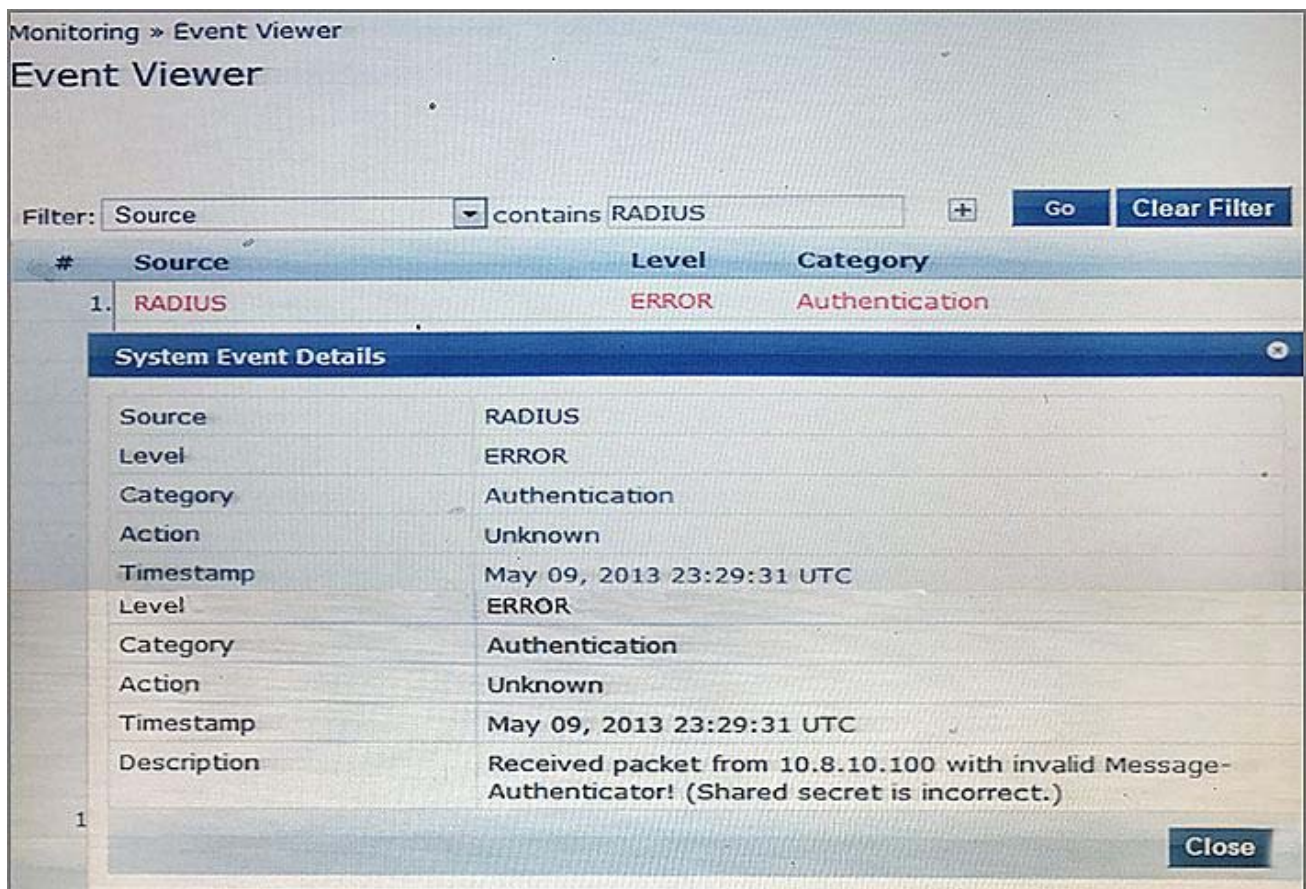 Monitoring » Event Viewer
Event Viewer
Filter: Source contains RADIUS + Go Clear Filter
# Source Level Category
1. RADIUS ERROR Authentication
System Event Details
Source RADIUS
Level ERROR
Category Authentication
Action Unknown
Timestamp May 09, 2013 23:29:31 UTC
Level ERROR
Category Authentication
Action Unknown
Timestamp May 09, 2013 23:29:31 UTC
Description Received packet from 10.8.10.100 with invalid Message-
Authenticator! (Shared secret is incorrect.)
1
Close